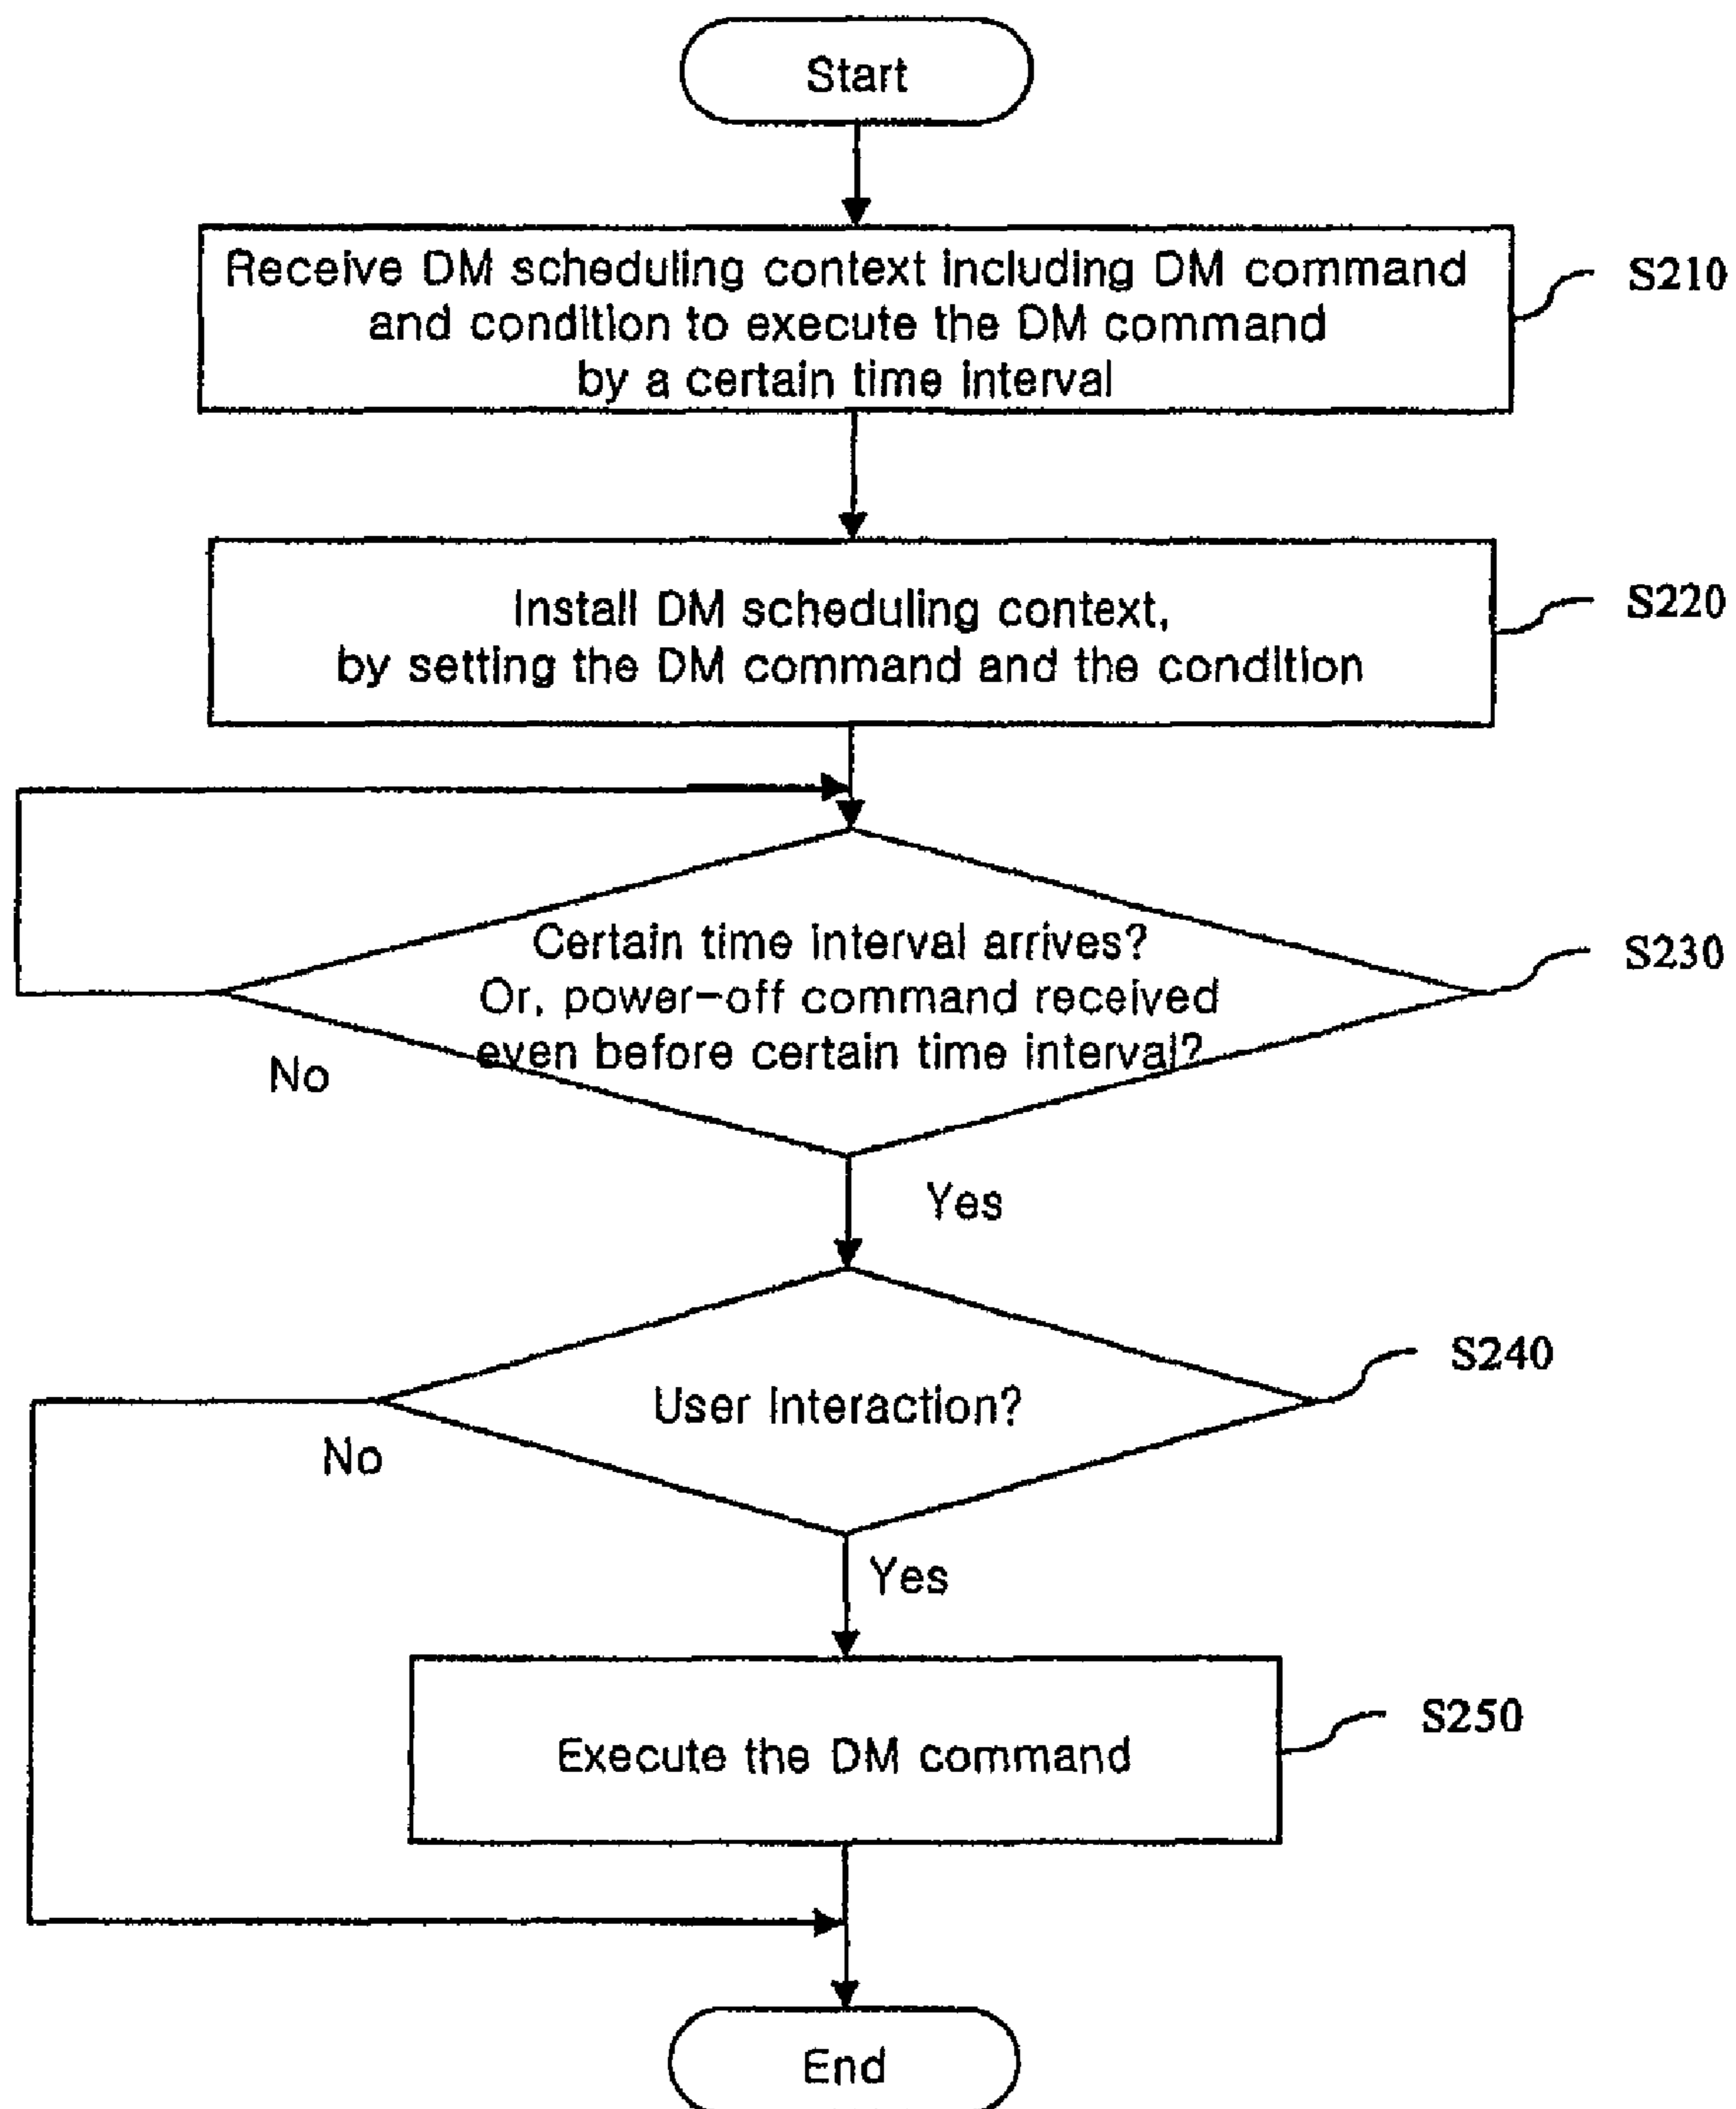 Start
Receive DM scheduling context including DM command
and condition to execute the DM command
by a certain time interval
S210
Install DM scheduling context,
by setting the DM command and the condition
S220
Certain time interval arrives?
Or, power-off command received
even before certain time interval?
S230
No
Yes
User Interaction?
S240
No
Yes
Execute the DM command
S250
End